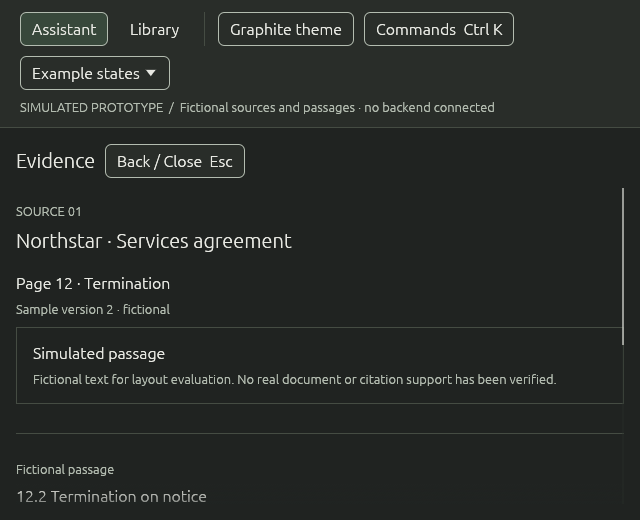 Assistant Library Graphite theme Commands Ctrl K
Example states
SIMULATED PROTOTYPE / Fictional sources and passages · no backend connected
Evidence Back / Close Esc
SOURCE 01
Northstar · Services agreement
Page 12 · Termination
Sample version 2 · fictional
Simulated passage
Fictional text for layout evaluation. No real document or citation support has been verified.
Fictional passage
12.2 Termination on notice